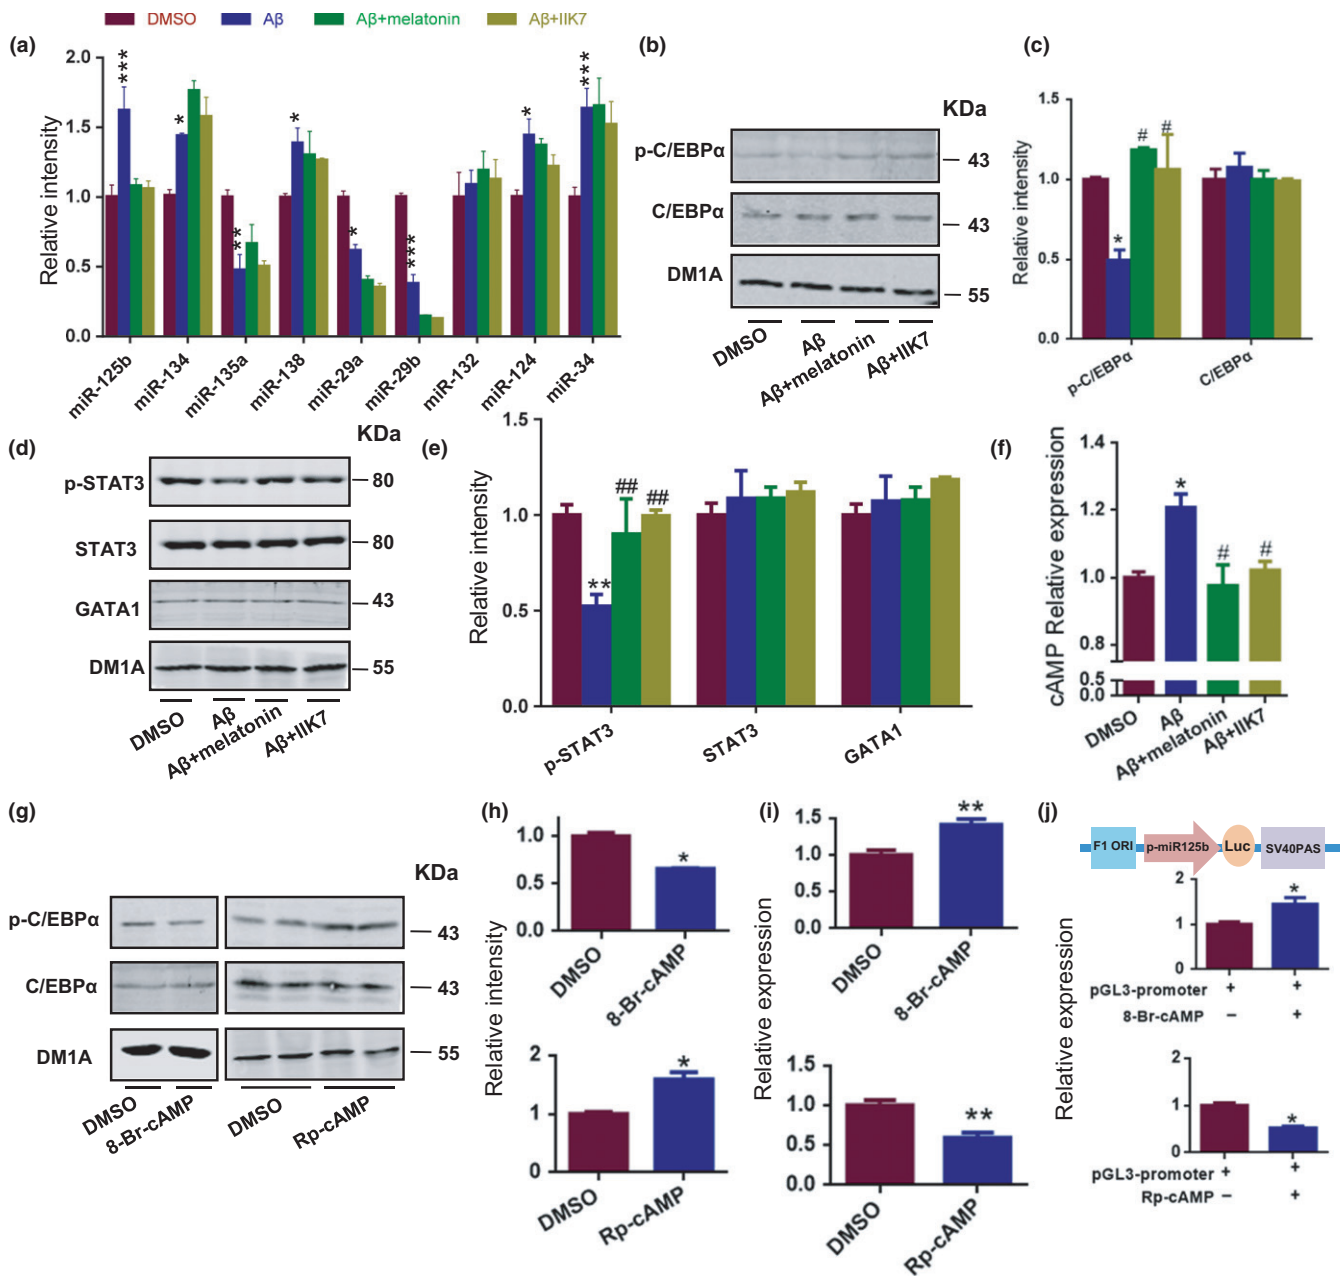 DMSO Aβ Aβ+melatonin Aβ+IIK7
(a)
Relative intensity
2.0
1.5
1.0
0.5
0.0
*** * ** * * *** * ***
miR-125b miR-134 miR-135a miR-138 miR-29a miR-29b miR-132 miR-124 miR-34
(b)
KDa
p-C/EBPα 43
C/EBPα 43
DM1A 55
DMSO Aβ Aβ+melatonin Aβ+IIK7
(c)
Relative intensity
1.5
1.0
0.5
0.0
* # #
p-C/EBPα C/EBPα
(d)
KDa
p-STAT3 80
STAT3 80
GATA1 43
DM1A 55
DMSO Aβ Aβ+melatonin Aβ+IIK7
(e)
Relative intensity
1.5
1.0
0.5
0.0
** ## ##
p-STAT3 STAT3 GATA1
(f)
cAMP Relative expression
1.4
1.2
1.0
0.8
0.5
0.0
* # #
DMSO Aβ Aβ+melatonin Aβ+IIK7
(g)
KDa
p-C/EBPα 43
C/EBPα 43
DM1A 55
DMSO 8-Br-cAMP DMSO Rp-cAMP
(h)
Relative intensity
1.0
0.5
0.0
*
DMSO 8-Br-cAMP
2
1
0
*
DMSO Rp-cAMP
(i)
Relative expression
1.5
1.0
0.5
0.0
**
DMSO 8-Br-cAMP
1.5
1.0
0.5
0.0
**
DMSO Rp-cAMP
(j)
F1 ORI p-miR125b Luc SV40PAS
Relative expression
2
1
0
*
pGL3-promoter + +
8-Br-cAMP − +
2
1
0
*
pGL3-promoter + +
Rp-cAMP − +